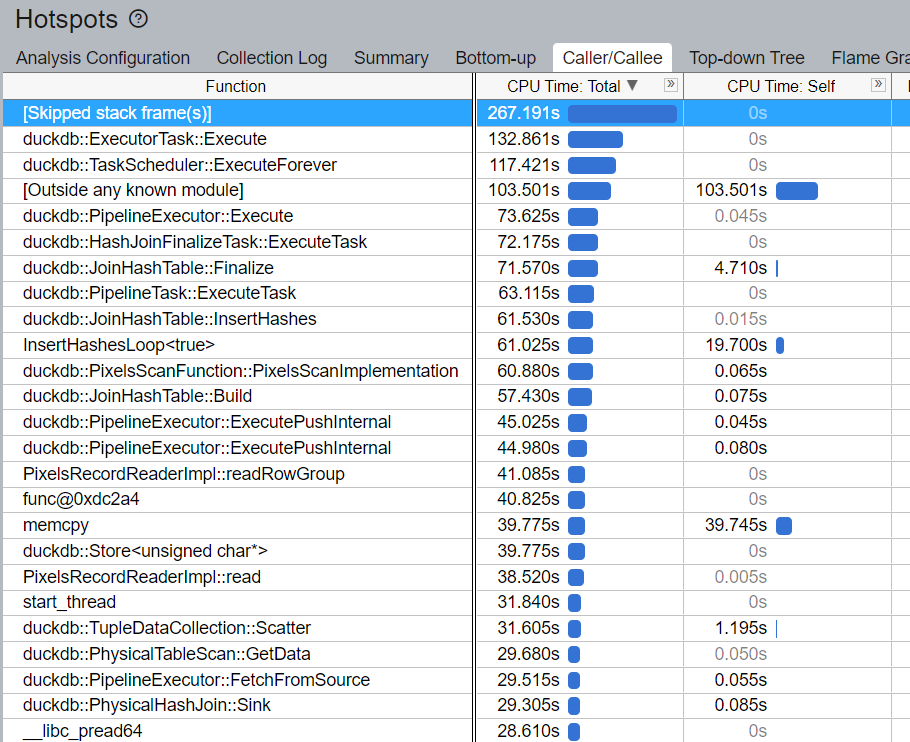 Hotspots ?
Analysis Configuration Collection Log Summary Bottom-up Caller/Callee Top-down Tree Flame Gra
Function CPU Time: Total ▼ » CPU Time: Self »
[Skipped stack frame(s)] 267.191s 0s
duckdb::ExecutorTask::Execute 132.861s 0s
duckdb::TaskScheduler::ExecuteForever 117.421s 0s
[Outside any known module] 103.501s 103.501s
duckdb::PipelineExecutor::Execute 73.625s 0.045s
duckdb::HashJoinFinalizeTask::ExecuteTask 72.175s 0s
duckdb::JoinHashTable::Finalize 71.570s 4.710s
duckdb::PipelineTask::ExecuteTask 63.115s 0s
duckdb::JoinHashTable::InsertHashes 61.530s 0.015s
InsertHashesLoop<true> 61.025s 19.700s
duckdb::PixelsScanFunction::PixelsScanImplementation 60.880s 0.065s
duckdb::JoinHashTable::Build 57.430s 0.075s
duckdb::PipelineExecutor::ExecutePushInternal 45.025s 0.045s
duckdb::PipelineExecutor::ExecutePushInternal 44.980s 0.080s
PixelsRecordReaderImpl::readRowGroup 41.085s 0s
func@0xdc2a4 40.825s 0s
memcpy 39.775s 39.745s
duckdb::Store<unsigned char*> 39.775s 0s
PixelsRecordReaderImpl::read 38.520s 0.005s
start_thread 31.840s 0s
duckdb::TupleDataCollection::Scatter 31.605s 1.195s
duckdb::PhysicalTableScan::GetData 29.680s 0.050s
duckdb::PipelineExecutor::FetchFromSource 29.515s 0.055s
duckdb::PhysicalHashJoin::Sink 29.305s 0.085s
__libc_pread64 28.610s 0s